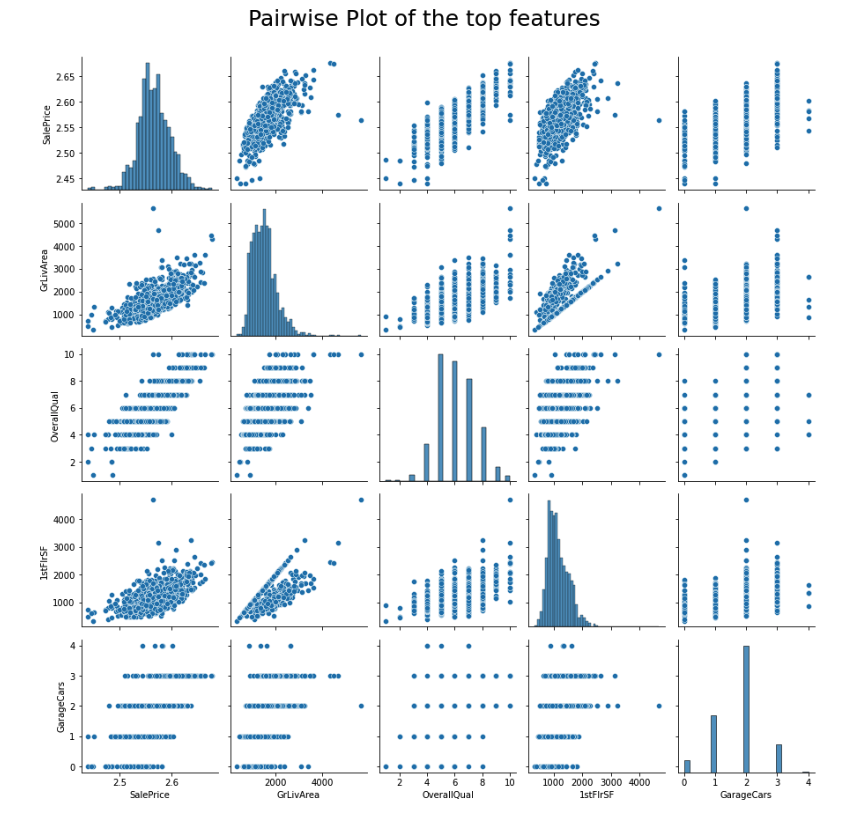 Pairwise Plot of the top features
SalePrice
2.65
2.60
2.55
2.50
2.45
GrLivArea
5000
4000
3000
2000
1000
OverallQual
10
8
6
4
2
1stFlrSF
4000
3000
2000
1000
GarageCars
4
3
2
1
0
2.5 2.6
2000 4000
2 4 6 8 10
0 1000 2000 3000 4000
0 1 2 3 4
SalePrice GrLivArea OverallQual 1stFlrSF GarageCars